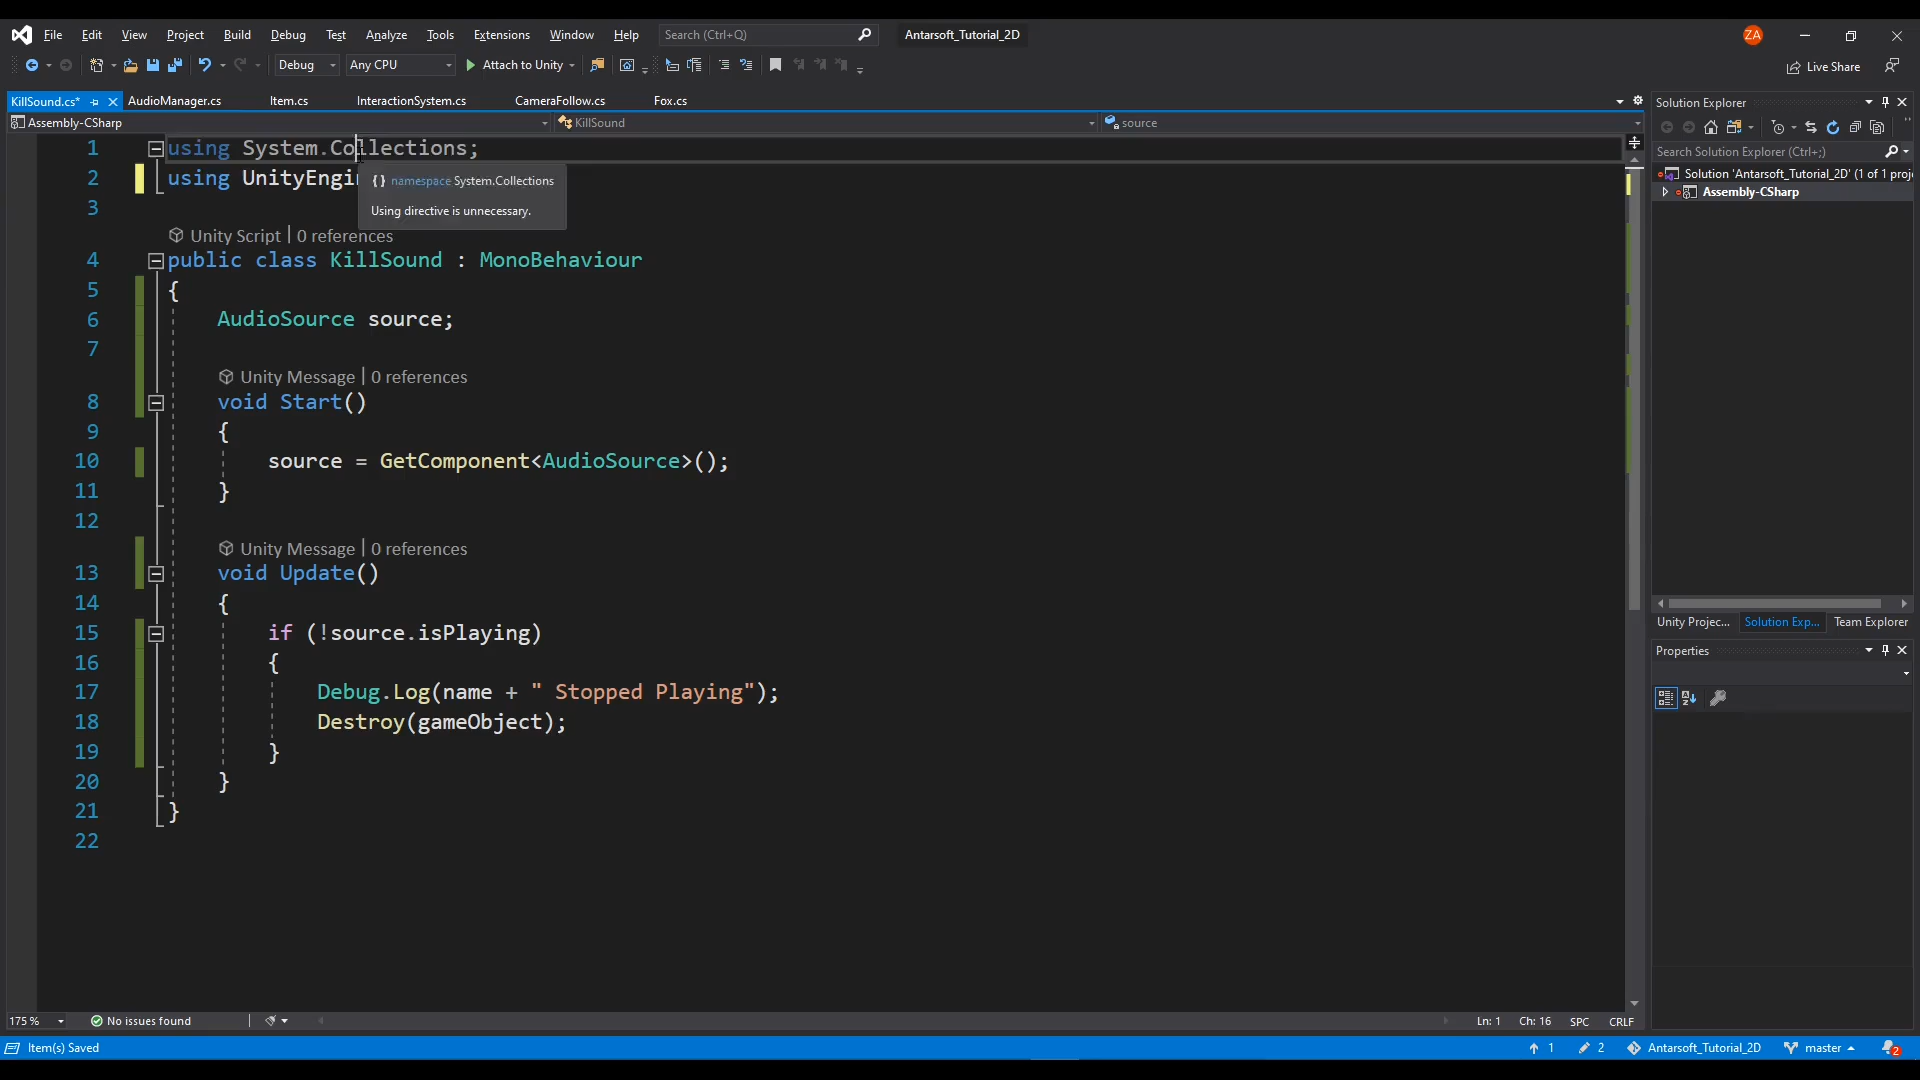 File Edit View Project Build Debug Test Analyze Tools Extensions Window Help Search (Ctrl+Q) Antarsoft_Tutorial_2D ZA
Debug Any CPU Attach to Unity Live Share
KillSound.cs* AudioManager.cs Item.cs InteractionSystem.cs CameraFollow.cs Fox.cs
Assembly-CSharp KillSound source
1 using System.Collections;
2 using UnityEngin
{ } namespace System.Collections
Using directive is unnecessary.
3
Unity Script | 0 references
4 public class KillSound : MonoBehaviour
5 {
6 AudioSource source;
7
Unity Message | 0 references
8 void Start()
9 {
10 source = GetComponent<AudioSource>();
11 }
12
Unity Message | 0 references
13 void Update()
14 {
15 if (!source.isPlaying)
16 {
17 Debug.Log(name + " Stopped Playing");
18 Destroy(gameObject);
19 }
20 }
21 }
22
175 % No issues found Ln: 1 Ch: 16 SPC CRLF
Item(s) Saved 1 2 Antarsoft_Tutorial_2D master 2
Solution Explorer
Search Solution Explorer (Ctrl+;)
Solution 'Antarsoft_Tutorial_2D' (1 of 1 proj
Assembly-CSharp
Unity Projec... Solution Exp... Team Explorer
Properties